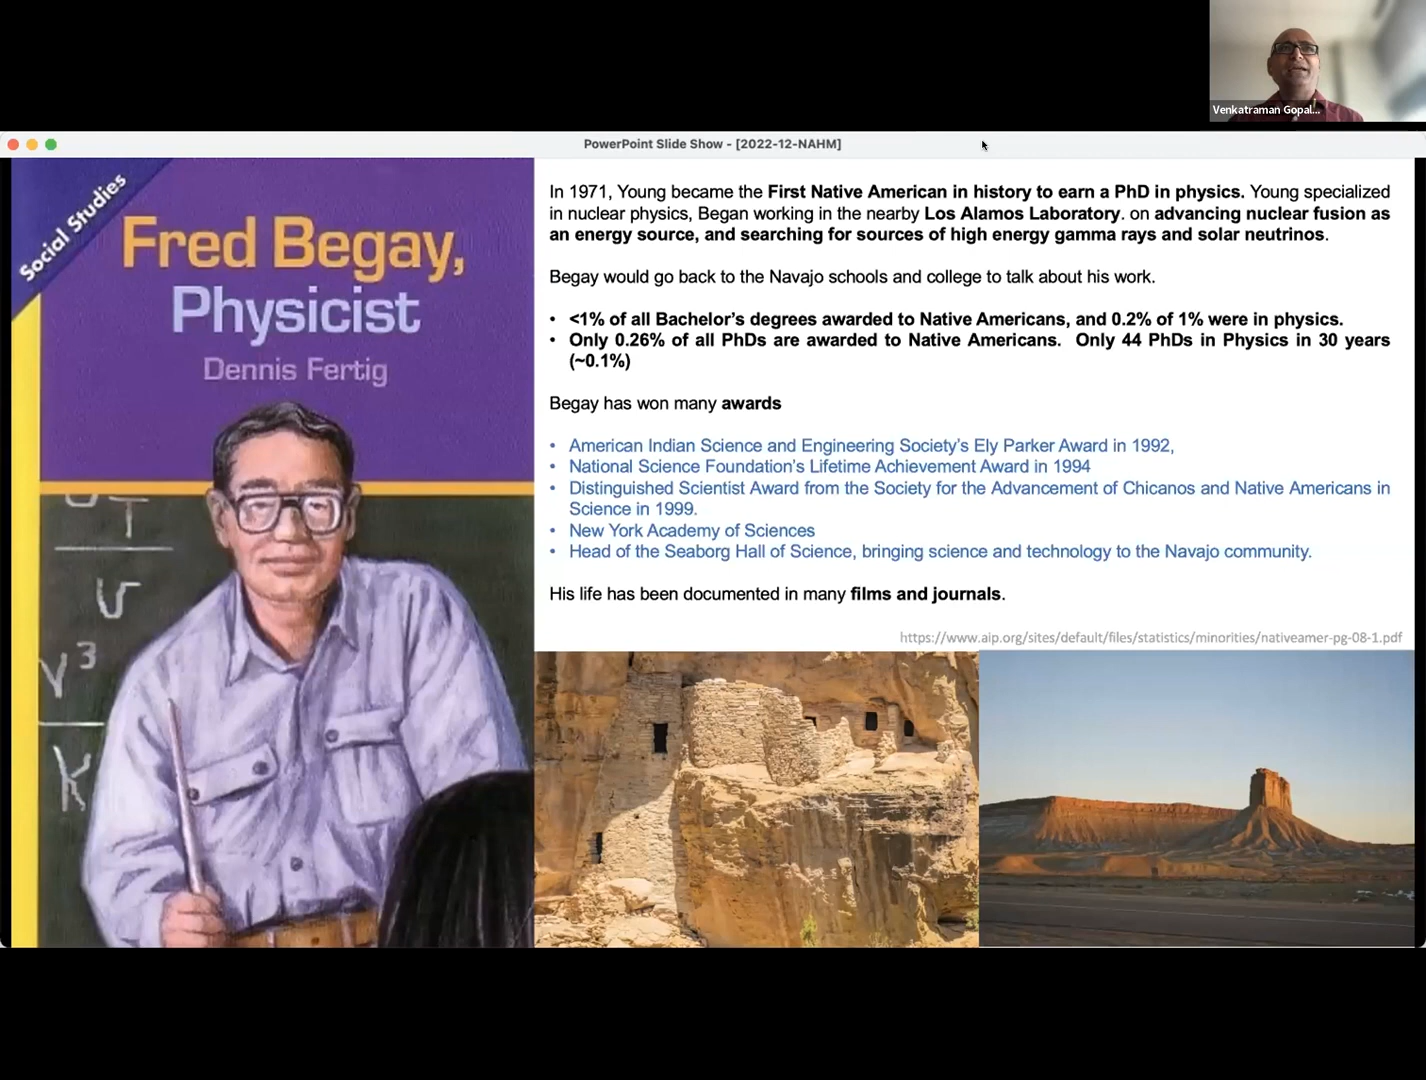 Venkatraman Gopal...
PowerPoint Slide Show - [2022-12-NAHM]
Social Studies
Fred Begay,
Physicist
Dennis Fertig
T
v
v3
K
In 1971, Young became the First Native American in history to earn a PhD in physics. Young specialized
in nuclear physics, Began working in the nearby Los Alamos Laboratory. on advancing nuclear fusion as
an energy source, and searching for sources of high energy gamma rays and solar neutrinos.
Begay would go back to the Navajo schools and college to talk about his work.
• <1% of all Bachelor’s degrees awarded to Native Americans, and 0.2% of 1% were in physics.
• Only 0.26% of all PhDs are awarded to Native Americans. Only 44 PhDs in Physics in 30 years
(~0.1%)
Begay has won many awards
• American Indian Science and Engineering Society’s Ely Parker Award in 1992,
• National Science Foundation’s Lifetime Achievement Award in 1994
• Distinguished Scientist Award from the Society for the Advancement of Chicanos and Native Americans in
Science in 1999.
• New York Academy of Sciences
• Head of the Seaborg Hall of Science, bringing science and technology to the Navajo community.
His life has been documented in many films and journals.
https://www.aip.org/sites/default/files/statistics/minorities/nativeamer-pg-08-1.pdf